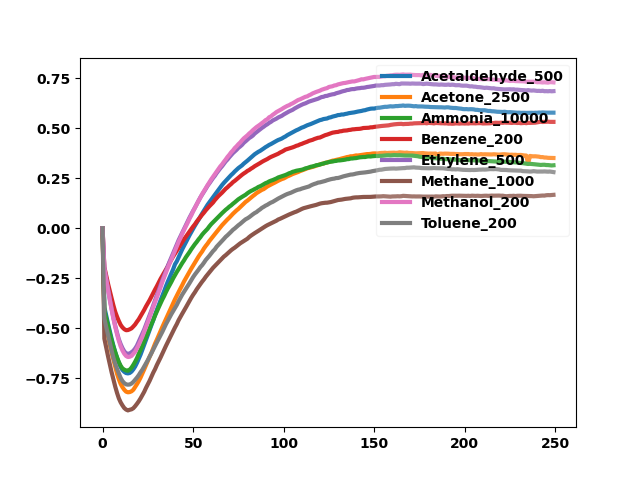 0.75
0.50
0.25
0.00
−0.25
−0.50
−0.75
0 50 100 150 200 250
Acetaldehyde_500
Acetone_2500
Ammonia_10000
Benzene_200
Ethylene_500
Methane_1000
Methanol_200
Toluene_200